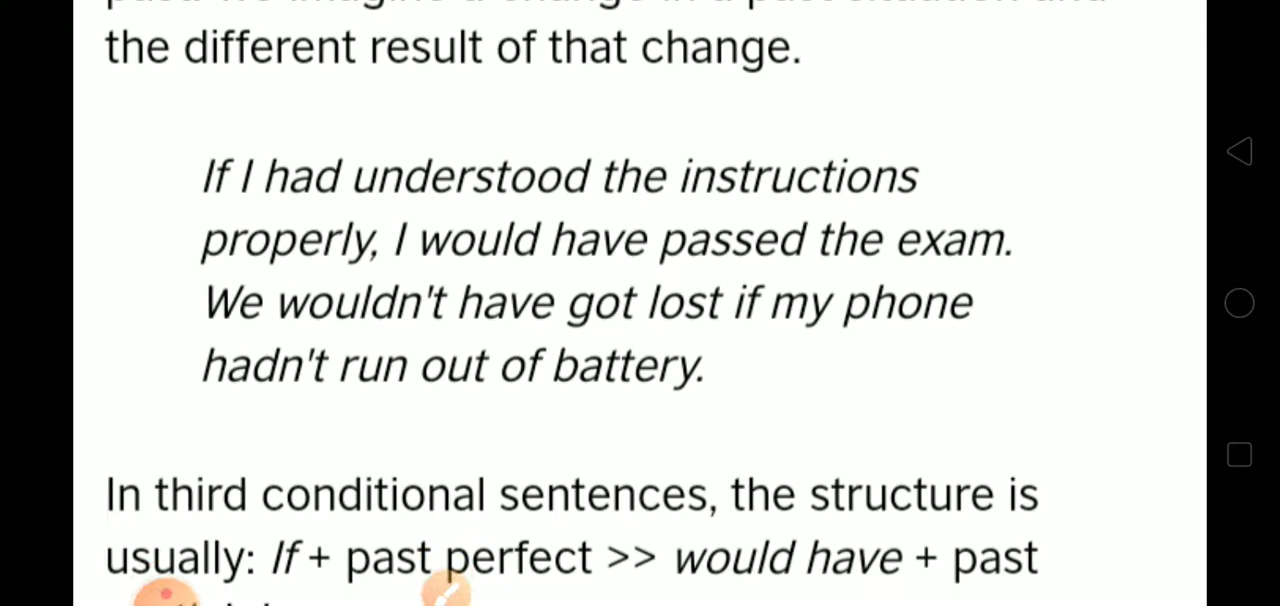 the different result of that change.
If I had understood the instructions
properly, I would have passed the exam.
We wouldn't have got lost if my phone
hadn't run out of battery.
In third conditional sentences, the structure is
usually: If + past perfect >> would have + past